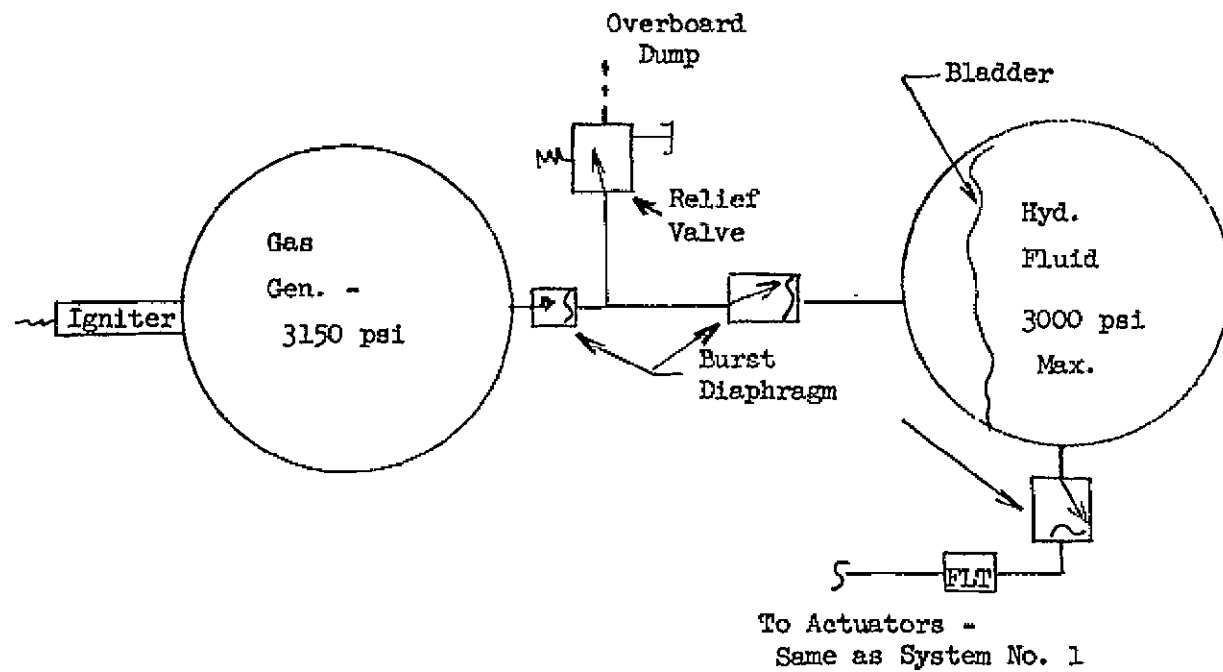 Overboard
Dump
Bladder
Relief
Valve
Gas
Gen. -
3150 psi
Hyd.
Fluid
3000 psi
Max.
Igniter
Burst
Diaphragm
FLT
To Actuators -
Same as System No. 1